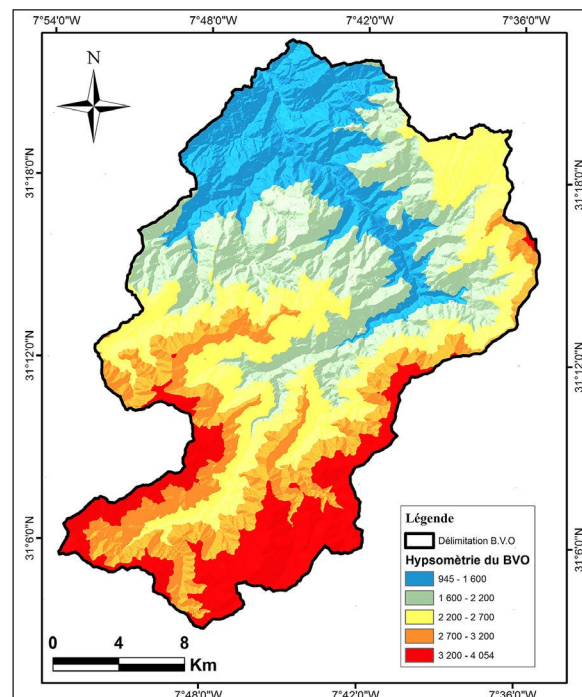 7°54'0"W 7°48'0"W 7°42'0"W 7°36'0"W
N
31°18'0"N
31°18'0"N
31°12'0"N
31°12'0"N
31°6'0"N
31°6'0"N
Légende
Délimitation B.V.O
Hypsomètrie du BVO
945 - 1 600
1 600 - 2 200
2 200 - 2 700
2 700 - 3 200
3 200 - 4 054
0 4 8
Km
7°48'0"W 7°42'0"W 7°36'0"W